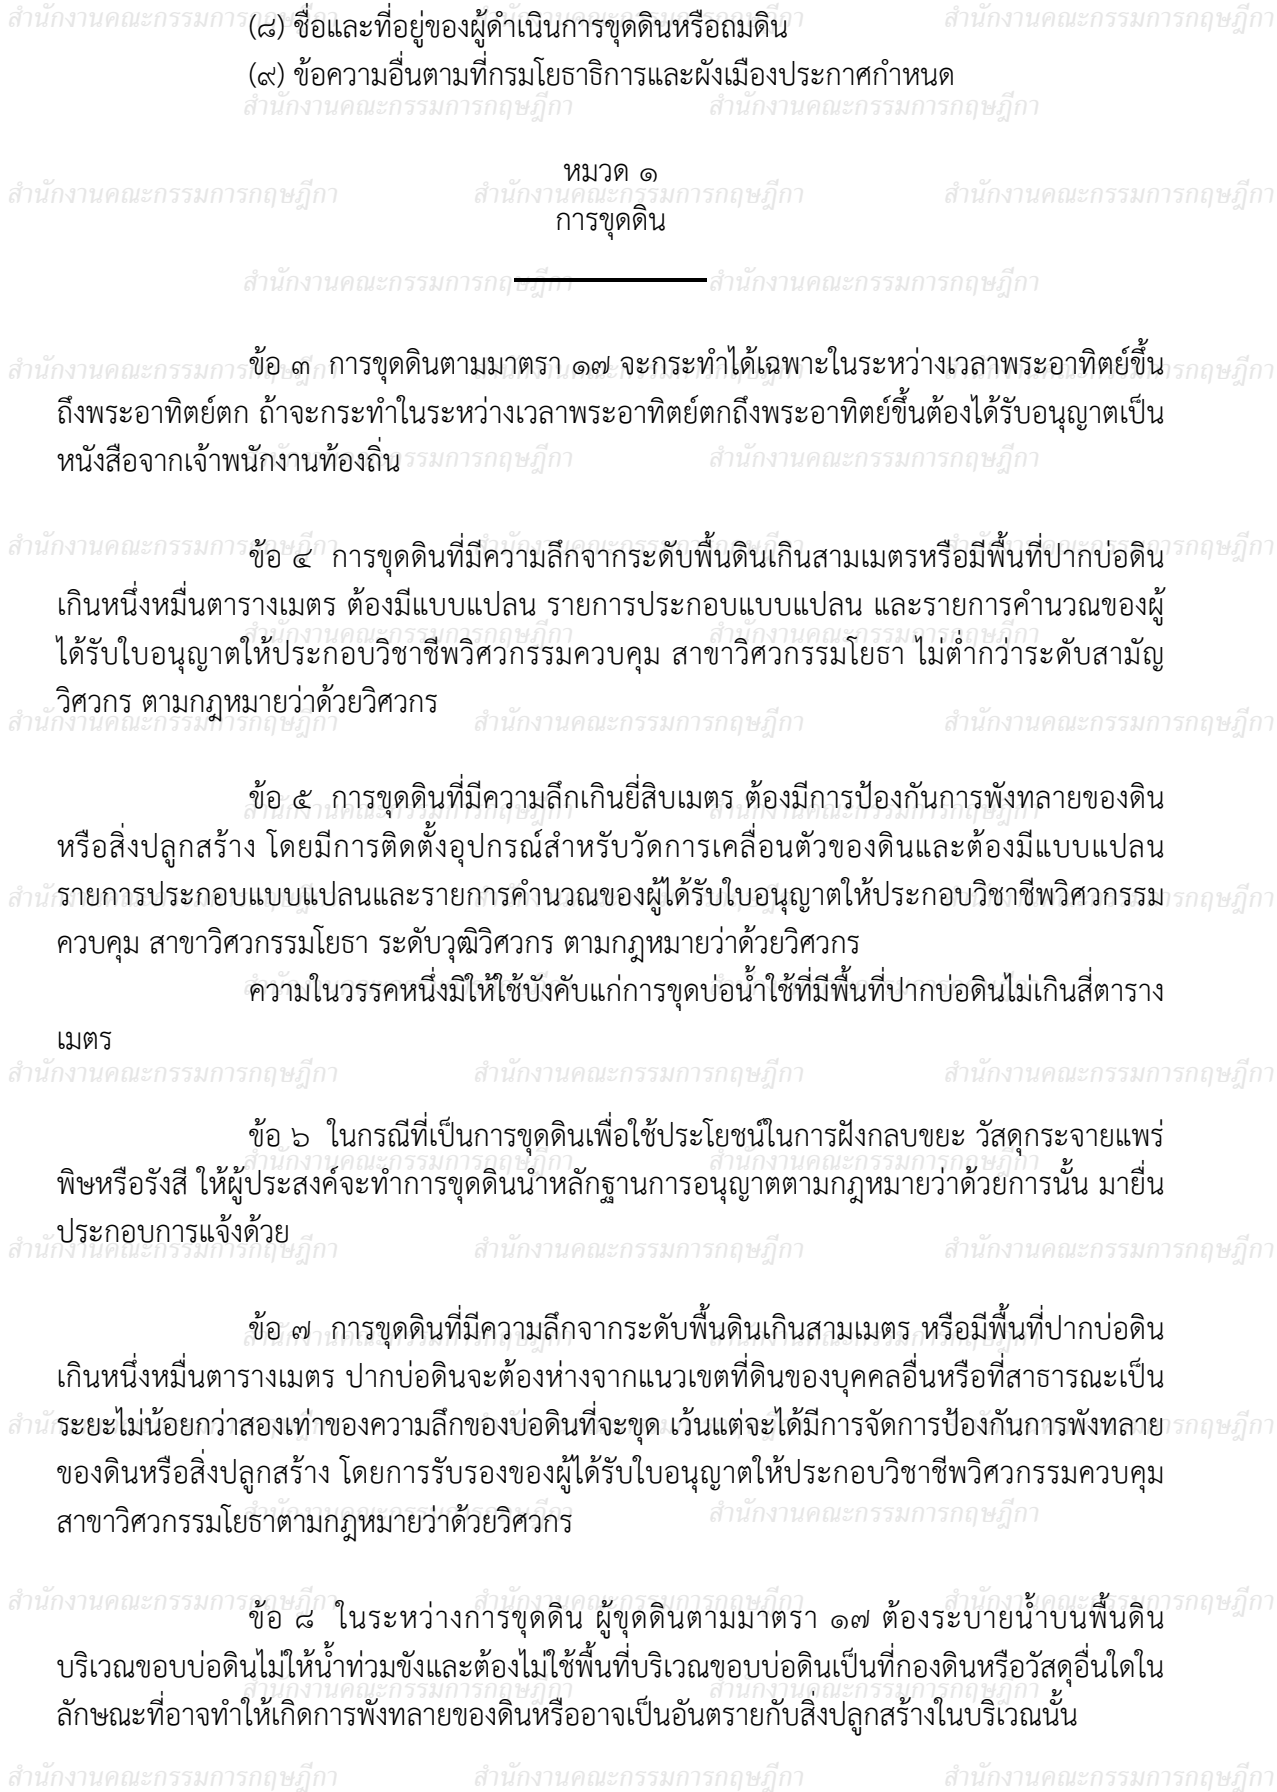 (๘) ชื่อและที่อยู่ของผู้ดำเนินการขุดดินหรือถมดิน
(๙) ข้อความอื่นตามที่กรมโยธาธิการและผังเมืองประกาศกำหนด
หมวด ๑
การขุดดิน
ข้อ ๓ การขุดดินตามมาตรา ๑๗ จะกระทำได้เฉพาะในระหว่างเวลาพระอาทิตย์ขึ้น
ถึงพระอาทิตย์ตก ถ้าจะกระทำในระหว่างเวลาพระอาทิตย์ตกถึงพระอาทิตย์ขึ้นต้องได้รับอนุญาตเป็น
หนังสือจากเจ้าพนักงานท้องถิ่น
ข้อ ๔ การขุดดินที่มีความลึกจากระดับพื้นดินเกินสามเมตรหรือมีพื้นที่ปากบ่อดิน
เกินหนึ่งหมื่นตารางเมตร ต้องมีแบบแปลน รายการประกอบแบบแปลน และรายการคำนวณของผู้
ได้รับใบอนุญาตให้ประกอบวิชาชีพวิศวกรรมควบคุม สาขาวิศวกรรมโยธา ไม่ต่ำกว่าระดับสามัญ
วิศวกร ตามกฎหมายว่าด้วยวิศวกร
ข้อ ๕ การขุดดินที่มีความลึกเกินยี่สิบเมตร ต้องมีการป้องกันการพังทลายของดิน
หรือสิ่งปลูกสร้าง โดยมีการติดตั้งอุปกรณ์สำหรับวัดการเคลื่อนตัวของดินและต้องมีแบบแปลน
รายการประกอบแบบแปลนและรายการคำนวณของผู้ได้รับใบอนุญาตให้ประกอบวิชาชีพวิศวกรรม
ควบคุม สาขาวิศวกรรมโยธา ระดับวุฒิวิศวกร ตามกฎหมายว่าด้วยวิศวกร
ความในวรรคหนึ่งมิให้ใช้บังคับแก่การขุดบ่อน้ำใช้ที่มีพื้นที่ปากบ่อดินไม่เกินสี่ตาราง
เมตร
ข้อ ๖ ในกรณีที่เป็นการขุดดินเพื่อใช้ประโยชน์ในการฝังกลบขยะ วัสดุกระจายแพร่
พิษหรือรังสี ให้ผู้ประสงค์จะทำการขุดดินนำหลักฐานการอนุญาตตามกฎหมายว่าด้วยการนั้น มายื่น
ประกอบการแจ้งด้วย
ข้อ ๗ การขุดดินที่มีความลึกจากระดับพื้นดินเกินสามเมตร หรือมีพื้นที่ปากบ่อดิน
เกินหนึ่งหมื่นตารางเมตร ปากบ่อดินจะต้องห่างจากแนวเขตที่ดินของบุคคลอื่นหรือที่สาธารณะเป็น
ระยะไม่น้อยกว่าสองเท่าของความลึกของบ่อดินที่จะขุด เว้นแต่จะได้มีการจัดการป้องกันการพังทลาย
ของดินหรือสิ่งปลูกสร้าง โดยการรับรองของผู้ได้รับใบอนุญาตให้ประกอบวิชาชีพวิศวกรรมควบคุม
สาขาวิศวกรรมโยธาตามกฎหมายว่าด้วยวิศวกร
ข้อ ๘ ในระหว่างการขุดดิน ผู้ขุดดินตามมาตรา ๑๗ ต้องระบายน้ำบนพื้นดิน
บริเวณขอบบ่อดินไม่ให้น้ำท่วมขังและต้องไม่ใช้พื้นที่บริเวณขอบบ่อดินเป็นที่กองดินหรือวัสดุอื่นใดใน
ลักษณะที่อาจทำให้เกิดการพังทลายของดินหรืออาจเป็นอันตรายกับสิ่งปลูกสร้างในบริเวณนั้น